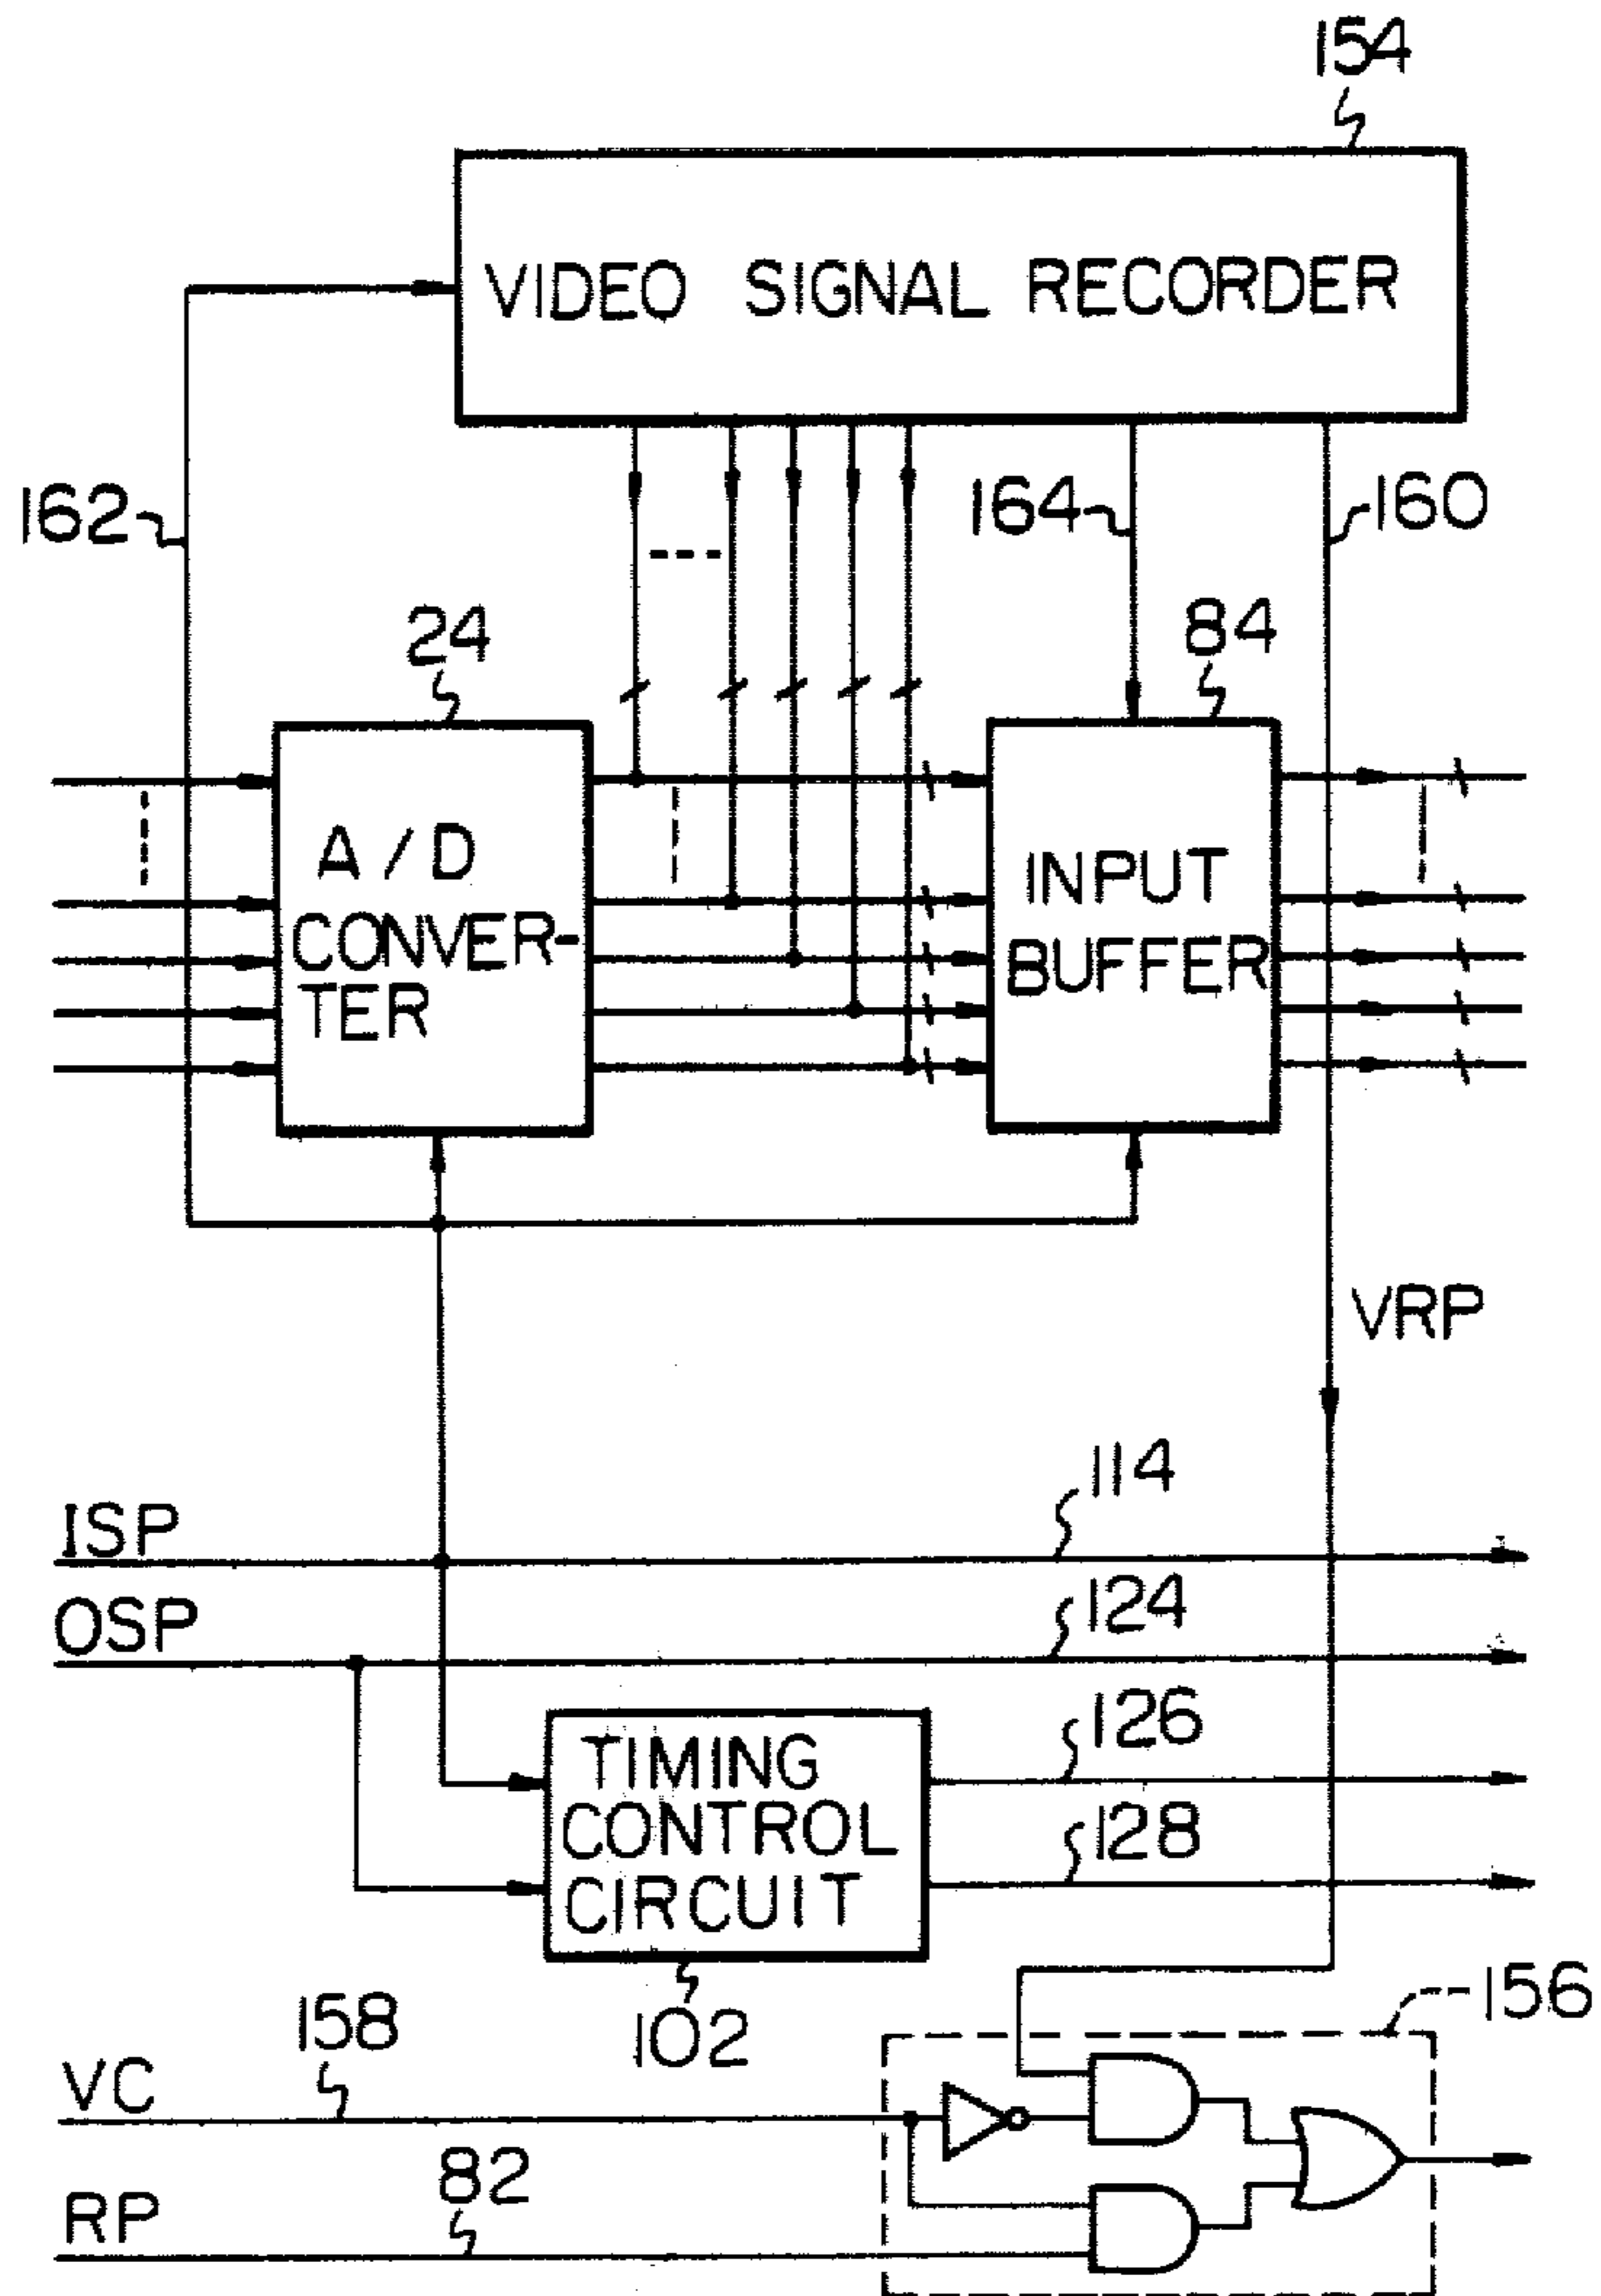 154
VIDEO SIGNAL RECORDER
162
164
160
24
84
A/D
CONVER-
TER
INPUT
BUFFER
VRP
114
ISP
124
OSP
126
TIMING
CONTROL
CIRCUIT
128
102
156
158
VC
82
RP